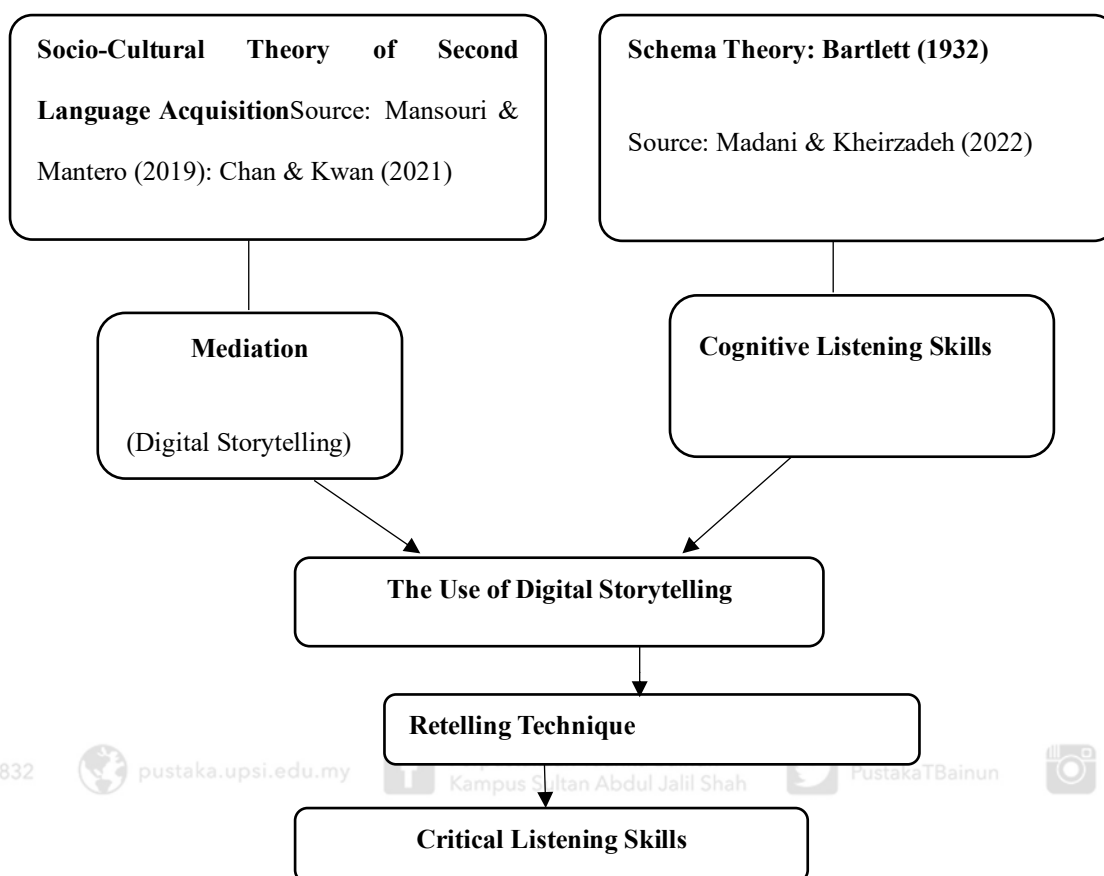 Socio-Cultural Theory of Second
Language AcquisitionSource: Mansouri &
Mantero (2019): Chan & Kwan (2021)
Schema Theory: Bartlett (1932)
Source: Madani & Kheirzadeh (2022)
Mediation
(Digital Storytelling)
Cognitive Listening Skills
The Use of Digital Storytelling
Retelling Technique
832
pustaka.upsi.edu.my
Kampus Sultan Abdul Jalil Shah
PustakaTBainun
Critical Listening Skills